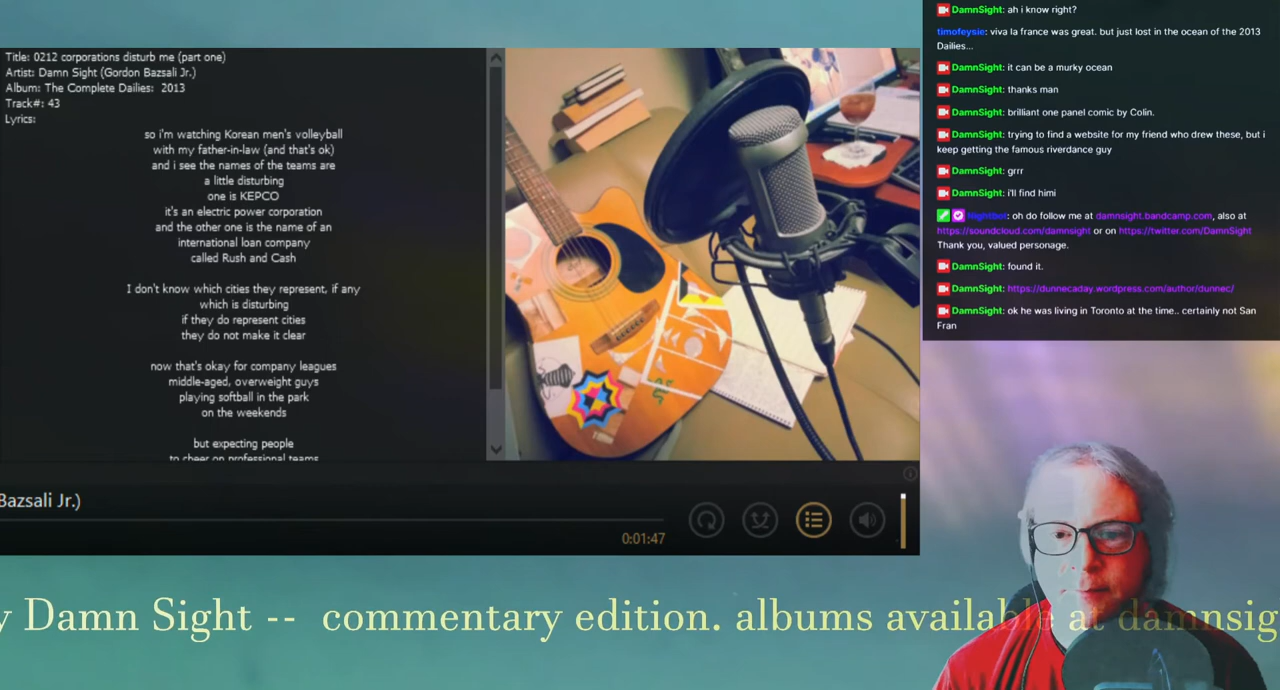 Title: 0212 corporations disturb me (part one)
Artist: Damn Sight (Gordon Bazsali Jr.)
Album: The Complete Dailies:  2013
Track#: 43
Lyrics:
so i'm watching Korean men's volleyball
with my father-in-law (and that's ok)
and i see the names of the teams are
a little disturbing
one is KEPCO
it's an electric power corporation
and the other one is the name of an
international loan company
called Rush and Cash
I don't know which cities they represent, if any
which is disturbing
if they do represent cities
they do not make it clear
now that's okay for company leagues
middle-aged, overweight guys
playing softball in the park
on the weekends
but expecting people
to cheer on professional teams
Bazsali Jr.)
0:01:47
y Damn Sight -- commentary edition. albums available at damnsig
DamnSight: ah i know right?
timofeysie: viva la france was great. but just lost in the ocean of the 2013
Dailies...
DamnSight: it can be a murky ocean
DamnSight: thanks man
DamnSight: brilliant one panel comic by Colin.
DamnSight: trying to find a website for my friend who drew these, but i
keep getting the famous riverdance guy
DamnSight: grrr
DamnSight: i'll find himi
Nightbot: oh do follow me at damnsight.bandcamp.com, also at
https://soundcloud.com/damnsight or on https://twitter.com/DamnSight
Thank you, valued personage.
DamnSight: found it.
DamnSight: https://dunnecaday.wordpress.com/author/dunnec/
DamnSight: ok he was living in Toronto at the time.. certainly not San
Fran